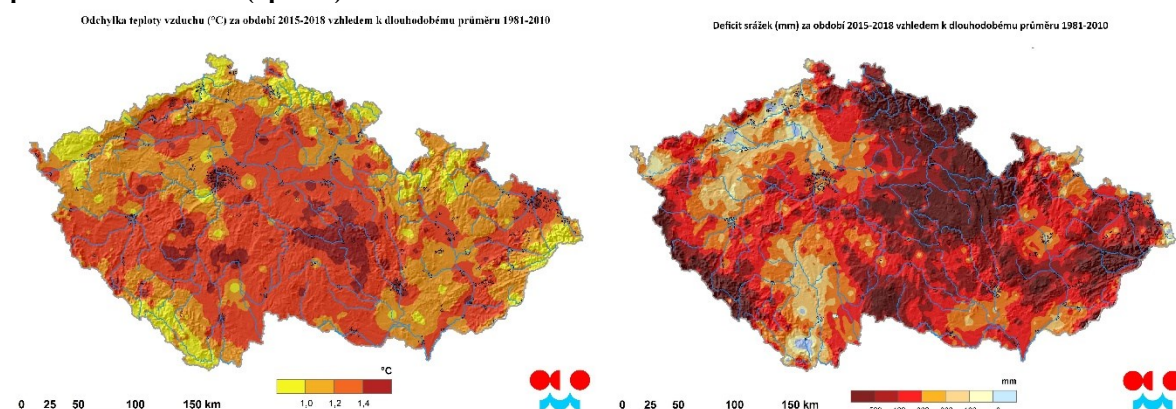 Odchylka teploty vzduchu (°C) za období 2015-2018 vzhledem k dlouhodobému průměru 1981-2010
Deficit srážek (mm) za období 2015-2018 vzhledem k dlouhodobému průměru 1981-2010
°C
1,0 1,2 1,4
0 25 50 100 150 km
mm
0 25 50 100 150 km